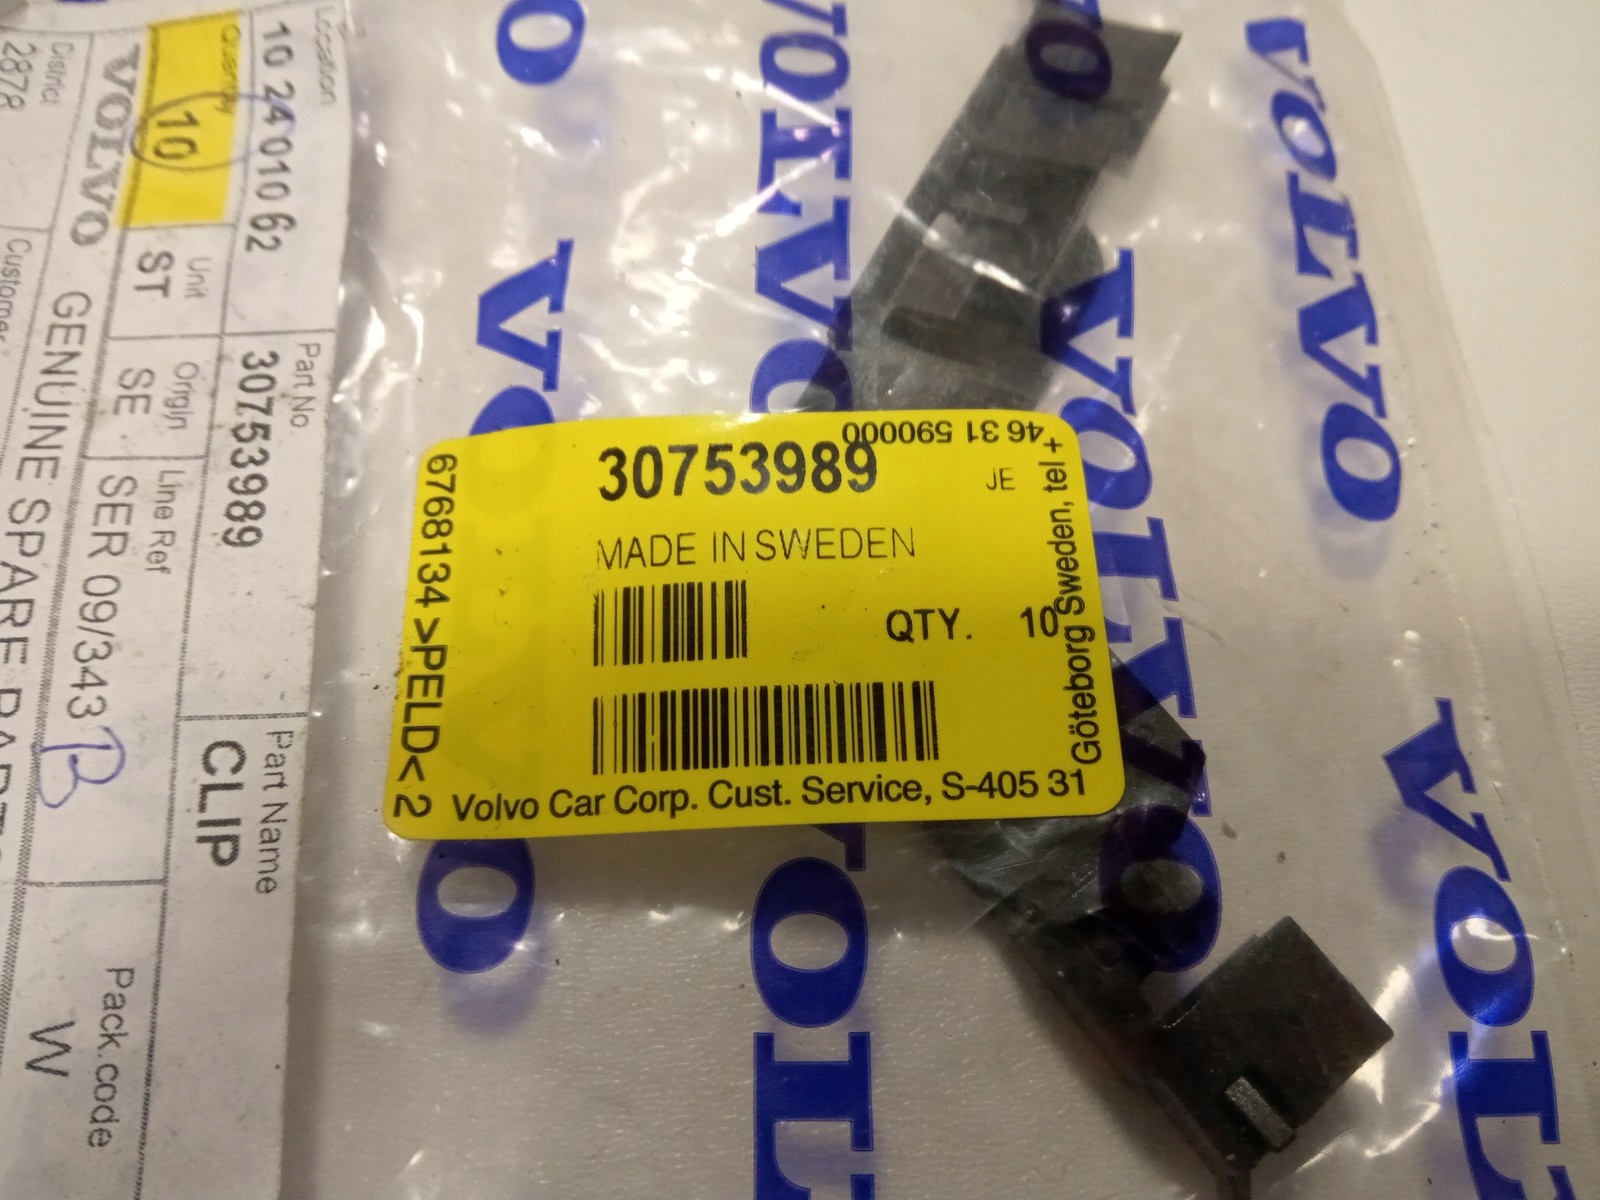 Location
10 24 010 62
Part No
30753989
Part Name
CLIP
Quantity
10
Unit
ST
Origin
SE
Line Ref
SER 09/343
B
Pack.code
W
VOLVO GENUINE SPARE
District
2878
Customer
30753989
JE
MADE IN SWEDEN
QTY. 10
6768134 >PELD< 2
Volvo Car Corp. Cust. Service, S-405 31
Göteborg Sweden, tel +
46 31 590000
VOLVO
VOLVO
VOLVO
VOLVO